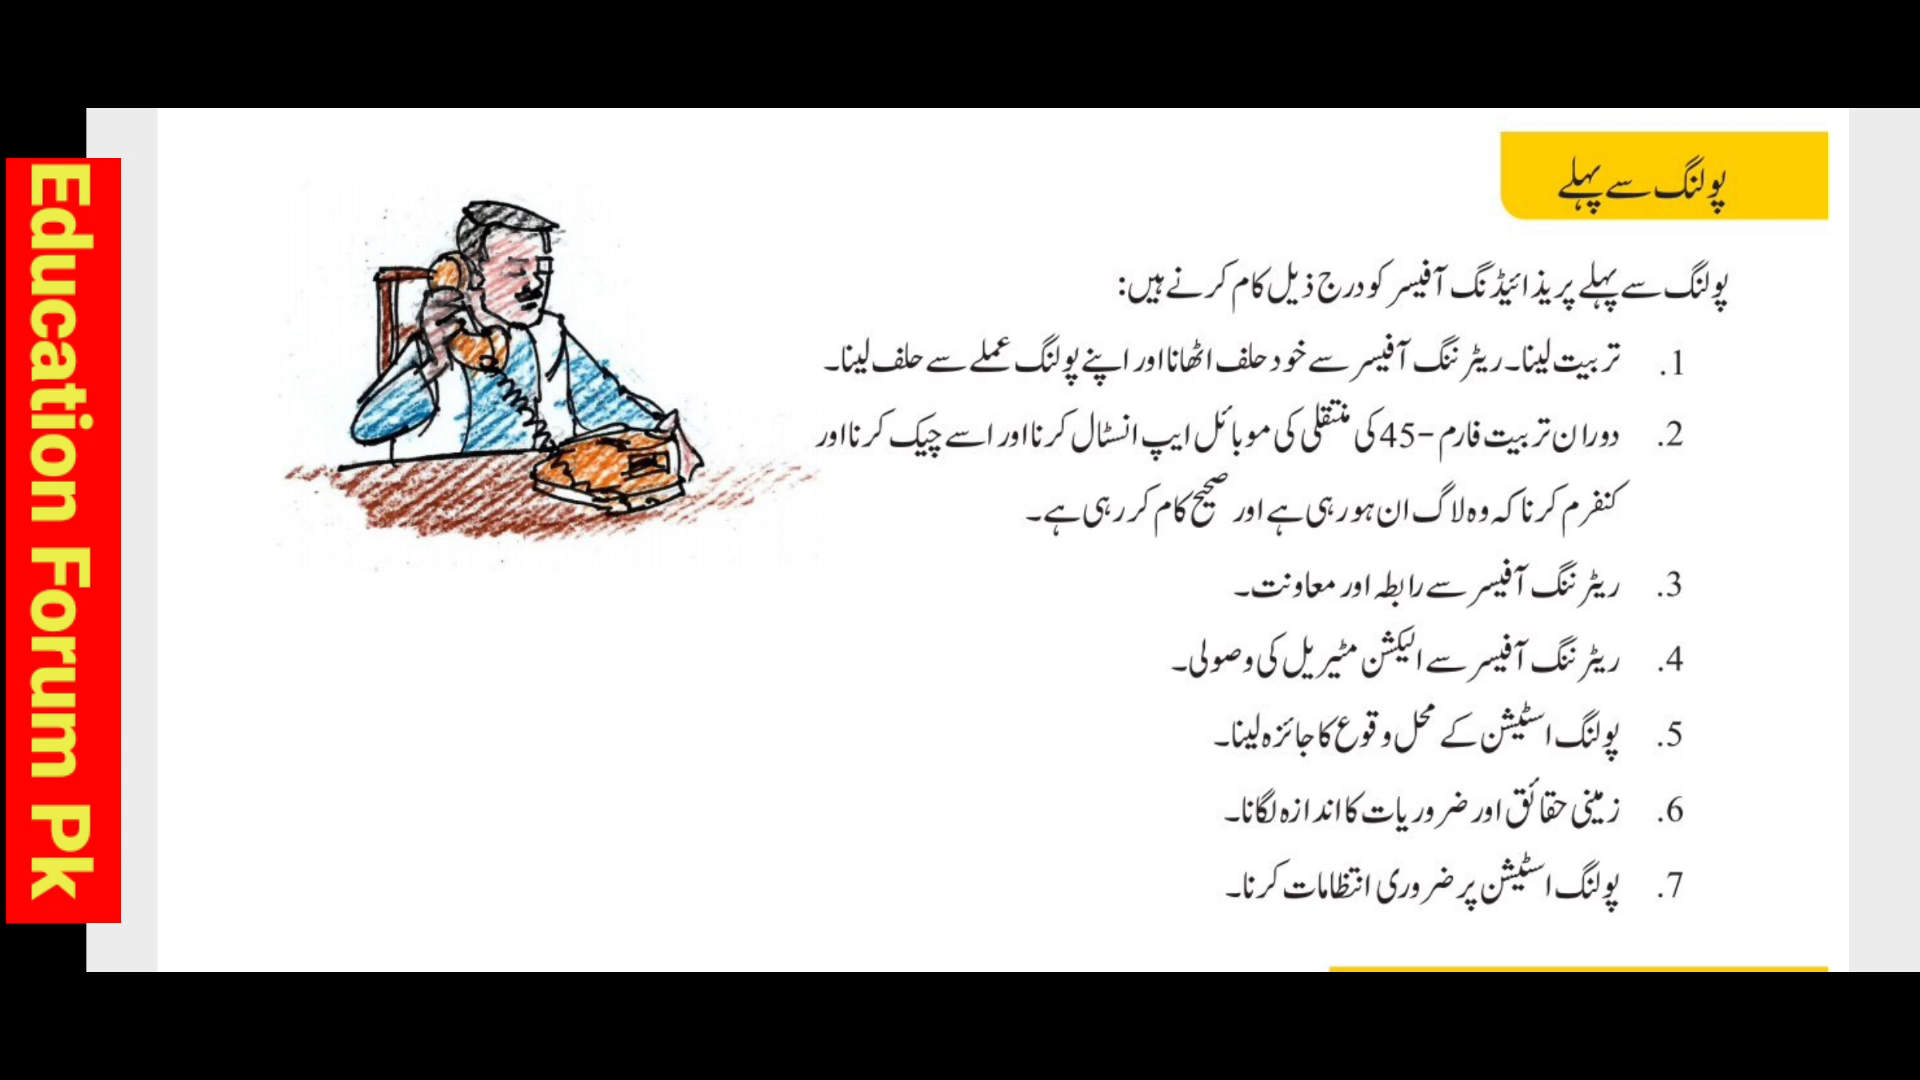 Education Forum Pk
پولنگ سے پہلے
پولنگ سے پہلے پریذائیڈنگ آفیسر کو درج ذیل کام کرنے ہیں:
1. تربیت لینا۔ ریٹرننگ آفیسر سے خود حلف اٹھانا اور اپنے پولنگ عملے سے حلف لینا۔
2. دوران تربیت فارم-45 کی منتقلی کی موبائل ایپ انسٹال کرنا اور اسے چیک کرنا اور
کنفرم کرنا کہ وہ لاگ ان ہو رہی ہے اور صحیح کام کر رہی ہے۔
3. ریٹرننگ آفیسر سے رابطہ اور معاونت۔
4. ریٹرننگ آفیسر سے الیکشن مٹیریل کی وصولی۔
5. پولنگ اسٹیشن کے محل وقوع کا جائزہ لینا۔
6. زمینی حقائق اور ضروریات کا اندازہ لگانا۔
7. پولنگ اسٹیشن پر ضروری انتظامات کرنا۔